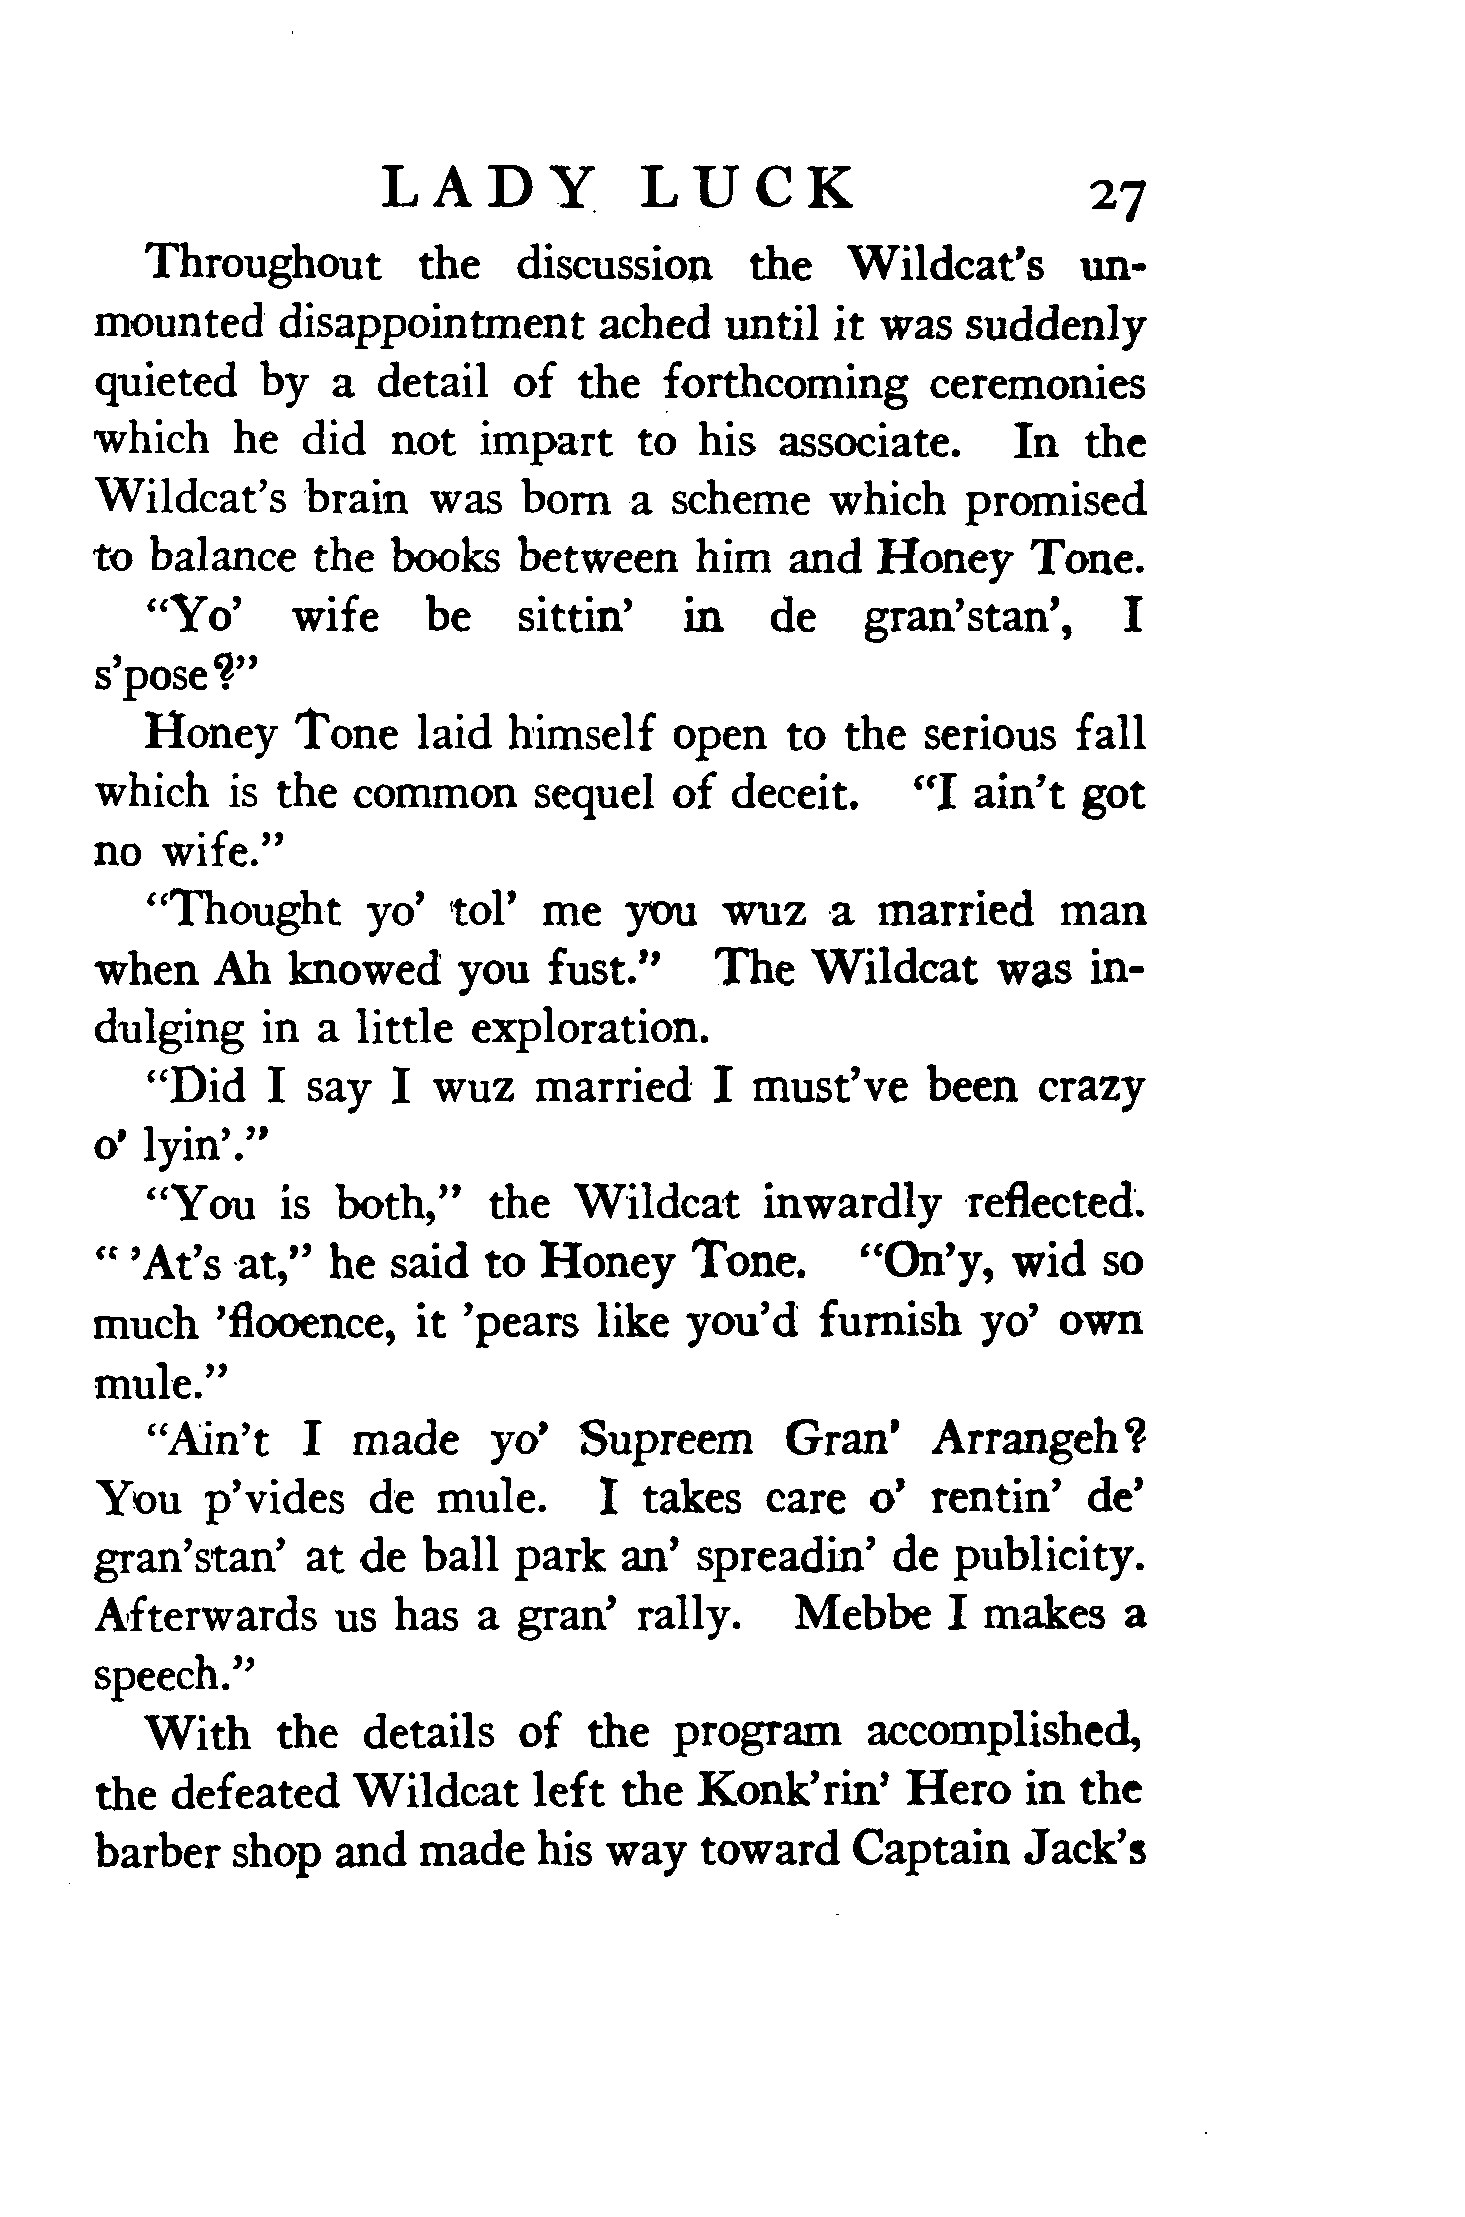 LADY LUCK 27
Throughout the discussion the Wildcat's un-
mounted disappointment ached until it was suddenly
quieted by a detail of the forthcoming ceremonies
which he did not impart to his associate. In the
Wildcat's brain was born a scheme which promised
to balance the books between him and Honey Tone.
"Yo' wife be sittin' in de gran'stan', I
s'pose?"
Honey Tone laid himself open to the serious fall
which is the common sequel of deceit. "I ain't got
no wife."
"Thought yo' tol' me you wuz a married man
when Ah knowed you fust." The Wildcat was in-
dulging in a little exploration.
"Did I say I wuz married I must've been crazy
o' lyin'."
"You is both," the Wildcat inwardly reflected.
" 'At's at," he said to Honey Tone. "On'y, wid so
much 'flooence, it 'pears like you'd furnish yo' own
mule."
"Ain't I made yo' Supreem Gran' Arrangeh?
You p'vides de mule. I takes care o' rentin' de'
gran'stan' at de ball park an' spreadin' de publicity.
Afterwards us has a gran' rally. Mebbe I makes a
speech."
With the details of the program accomplished,
the defeated Wildcat left the Konk'rin' Hero in the
barber shop and made his way toward Captain Jack's